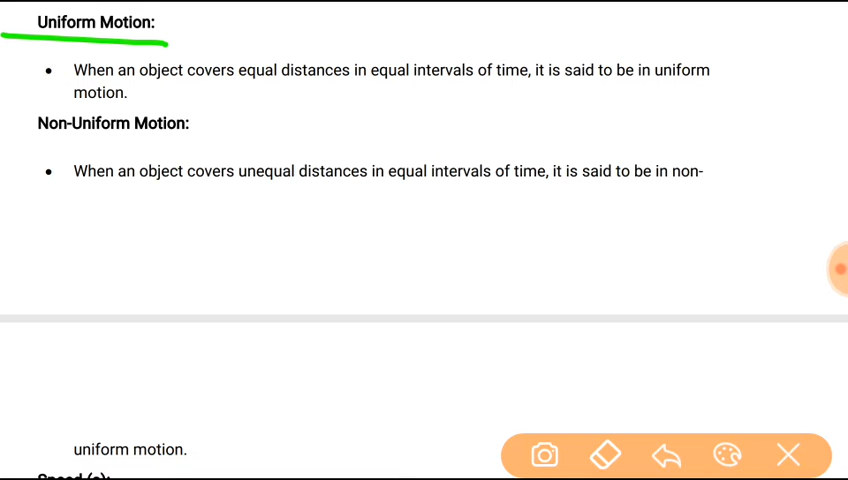 Uniform Motion:
• When an object covers equal distances in equal intervals of time, it is said to be in uniform
motion.
Non-Uniform Motion:
• When an object covers unequal distances in equal intervals of time, it is said to be in non-
uniform motion.
Speed (s):